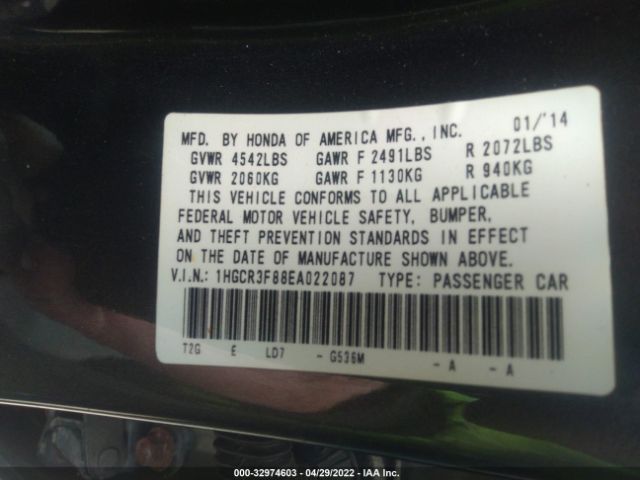 MFD. BY HONDA OF AMERICA MFG., INC. 01/'14
GVWR 4542LBS GAWR F 2491LBS R 2072LBS
GVWR 2060KG GAWR F 1130KG R 940KG
THIS VEHICLE CONFORMS TO ALL APPLICABLE
FEDERAL MOTOR VEHICLE SAFETY, BUMPER,
AND THEFT PREVENTION STANDARDS IN EFFECT
ON THE DATE OF MANUFACTURE SHOWN ABOVE.
V.I.N.: 1HGCR3F88EA022087 TYPE: PASSENGER CAR
T2G E LD7 - G536M - A - A
000-32974603 - 04/29/2022 - IAA Inc.